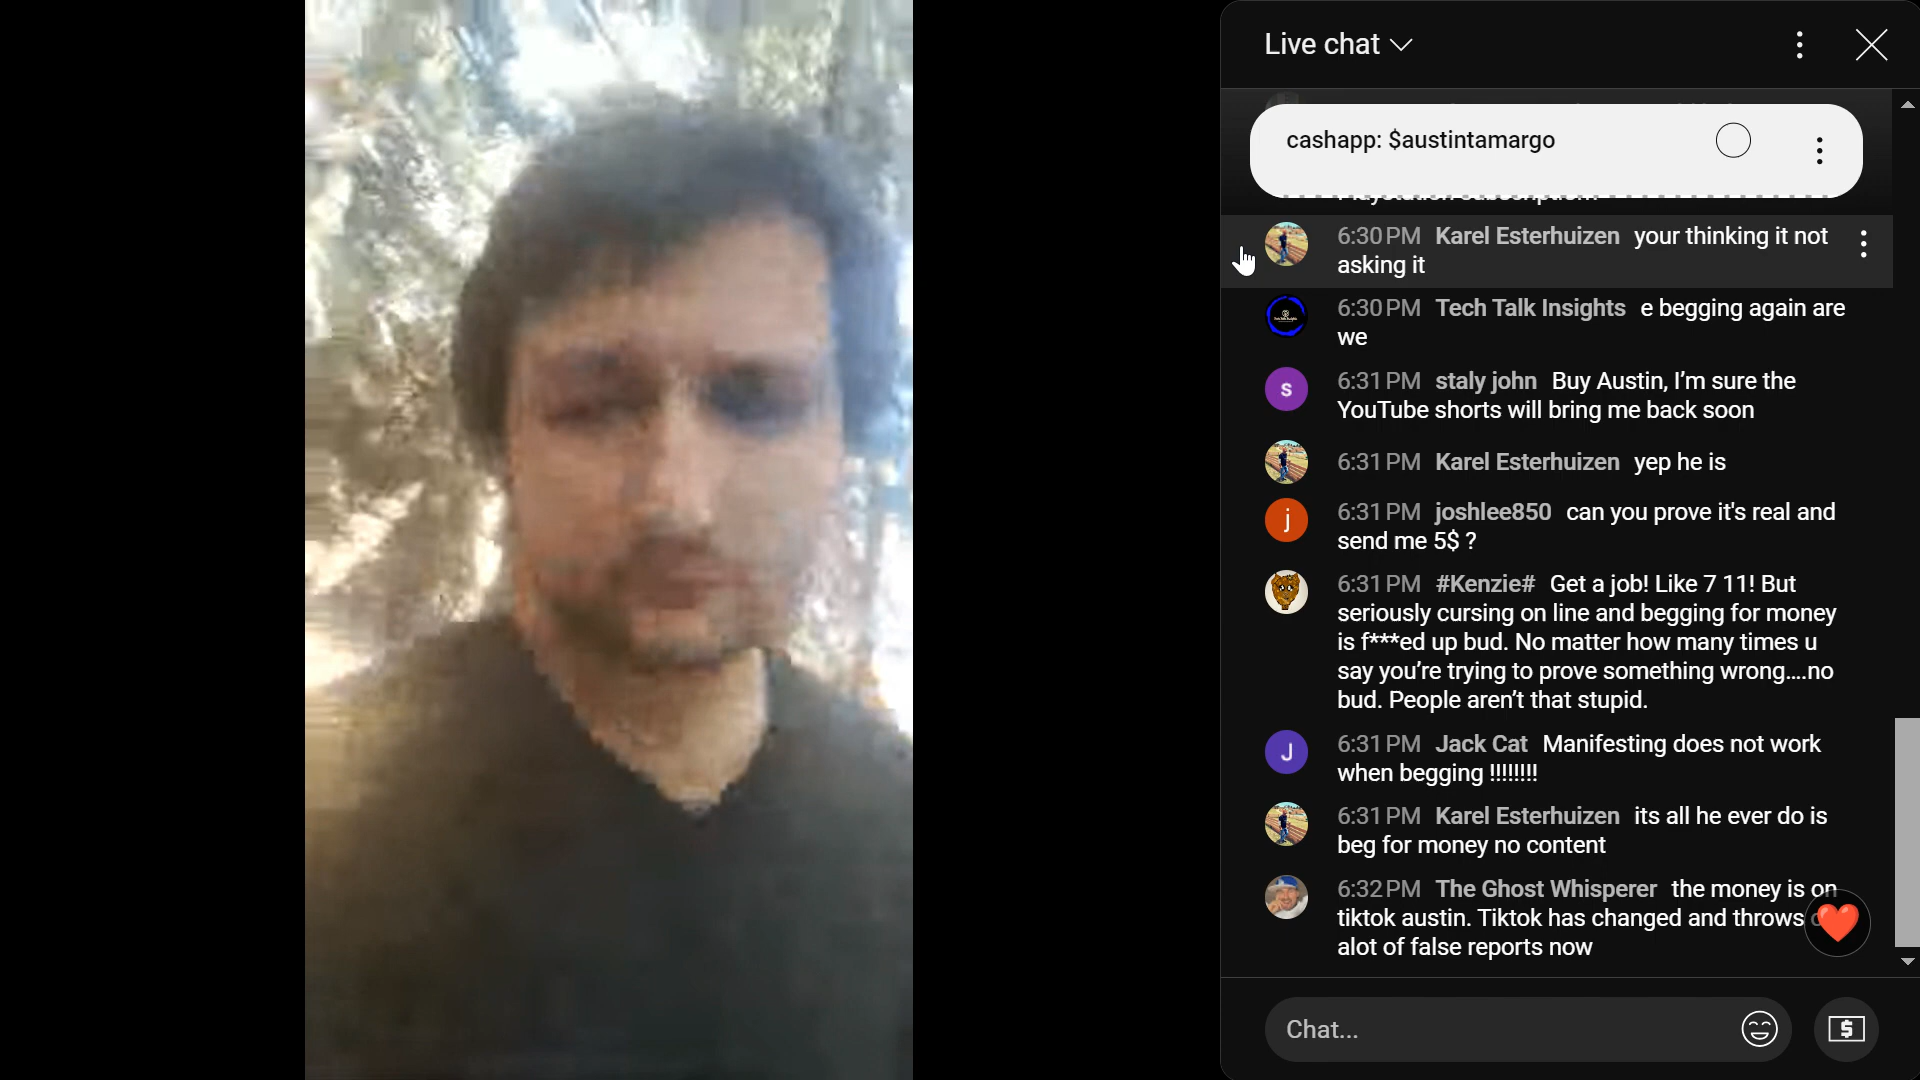 Live chat
cashapp: $austintamargo
6:30 PM Karel Esterhuizen your thinking it not
asking it
6:30 PM Tech Talk Insights e begging again are
we
s
6:31 PM staly john Buy Austin, I'm sure the
YouTube shorts will bring me back soon
6:31 PM Karel Esterhuizen yep he is
j
6:31 PM joshlee850 can you prove it's real and
send me 5$ ?
6:31 PM #Kenzie# Get a job! Like 7 11! But
seriously cursing on line and begging for money
is f***ed up bud. No matter how many times u
say you're trying to prove something wrong....no
bud. People aren't that stupid.
J
6:31 PM Jack Cat Manifesting does not work
when begging !!!!!!!!
6:31 PM Karel Esterhuizen its all he ever do is
beg for money no content
6:32 PM The Ghost Whisperer the money is on
tiktok austin. Tiktok has changed and throws
alot of false reports now
Chat...
$